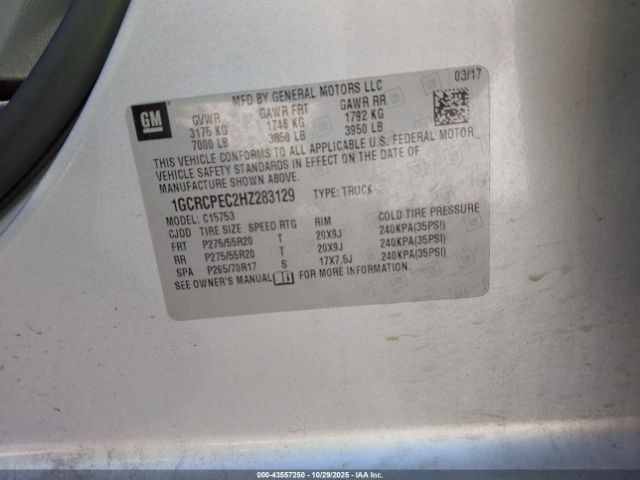 MFD BY GENERAL MOTORS LLC
03/17
GM
GVWR GAWR FRT GAWR RR
3175 KG 1746 KG 1792 KG
7000 LB 3850 LB 3950 LB
THIS VEHICLE CONFORMS TO ALL APPLICABLE U.S. FEDERAL MOTOR
VEHICLE SAFETY STANDARDS IN EFFECT ON THE DATE OF
MANUFACTURE SHOWN ABOVE.
1GCRCPEC2HZ283129 TYPE: TRUCK
MODEL: C15753
CJDD TIRE SIZE SPEED RTG RIM COLD TIRE PRESSURE
FRT P275/55R20 T 20X9J 240KPA(35PSI)
RR P275/55R20 T 20X9J 240KPA(35PSI)
SPA P265/70R17 S 17X7.5J 240KPA(35PSI)
SEE OWNER'S MANUAL FOR MORE INFORMATION.
000-43557250 10/29/2025 IAAI.com